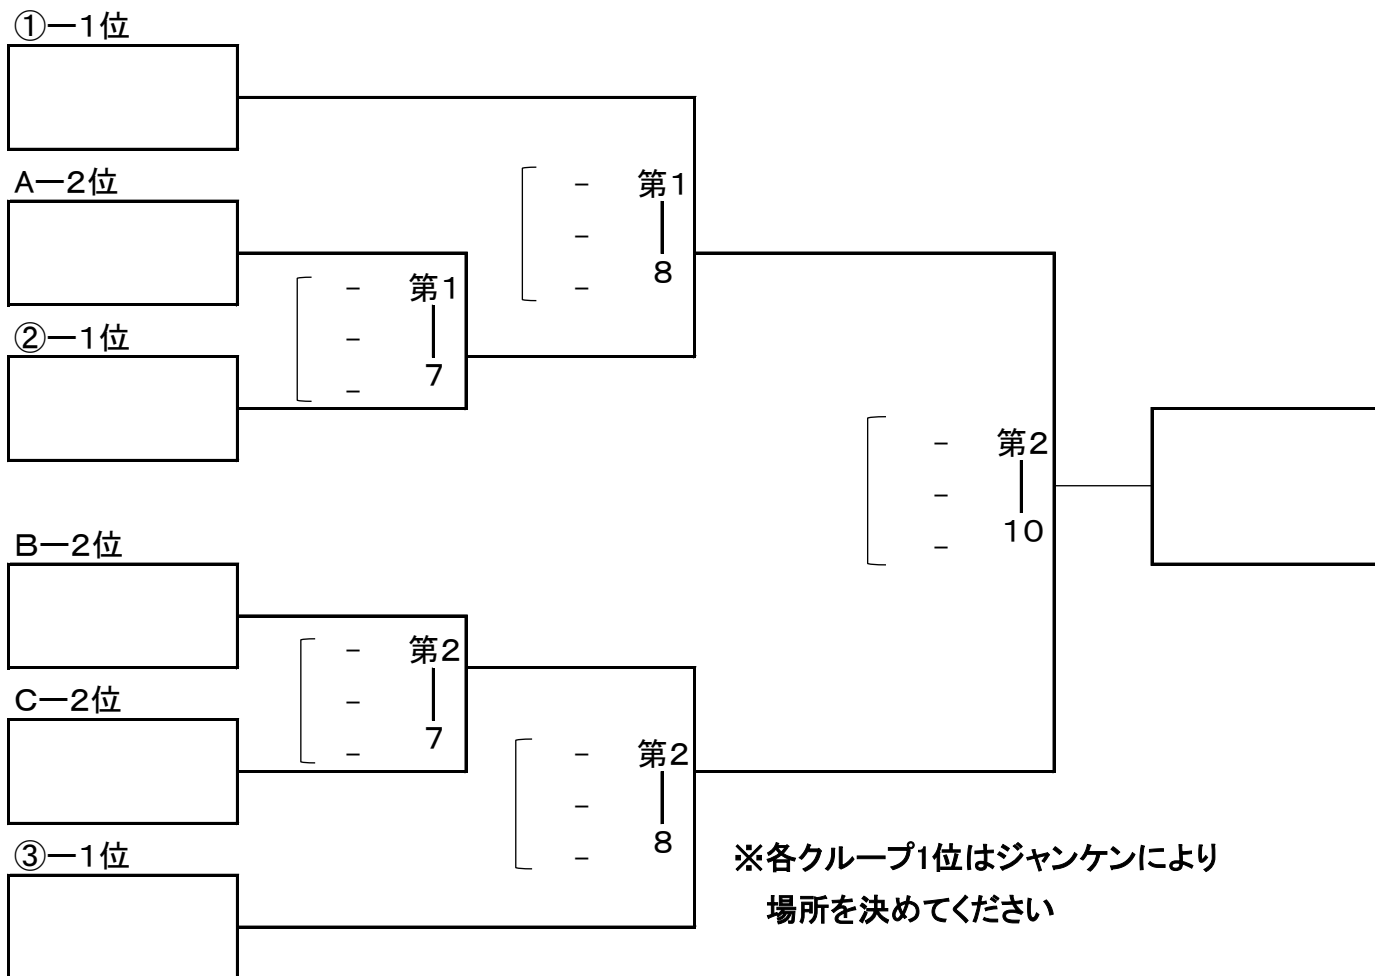 ①ー1位
A－2位
②ー1位
B－2位
C－2位
③ー1位
第1
|
7
-
-
-
第1
|
8
-
-
-
第2
|
7
-
-
-
第2
|
8
-
-
-
第2
|
10
-
-
-
※各クループ1位はジャンケンにより
場所を決めてください